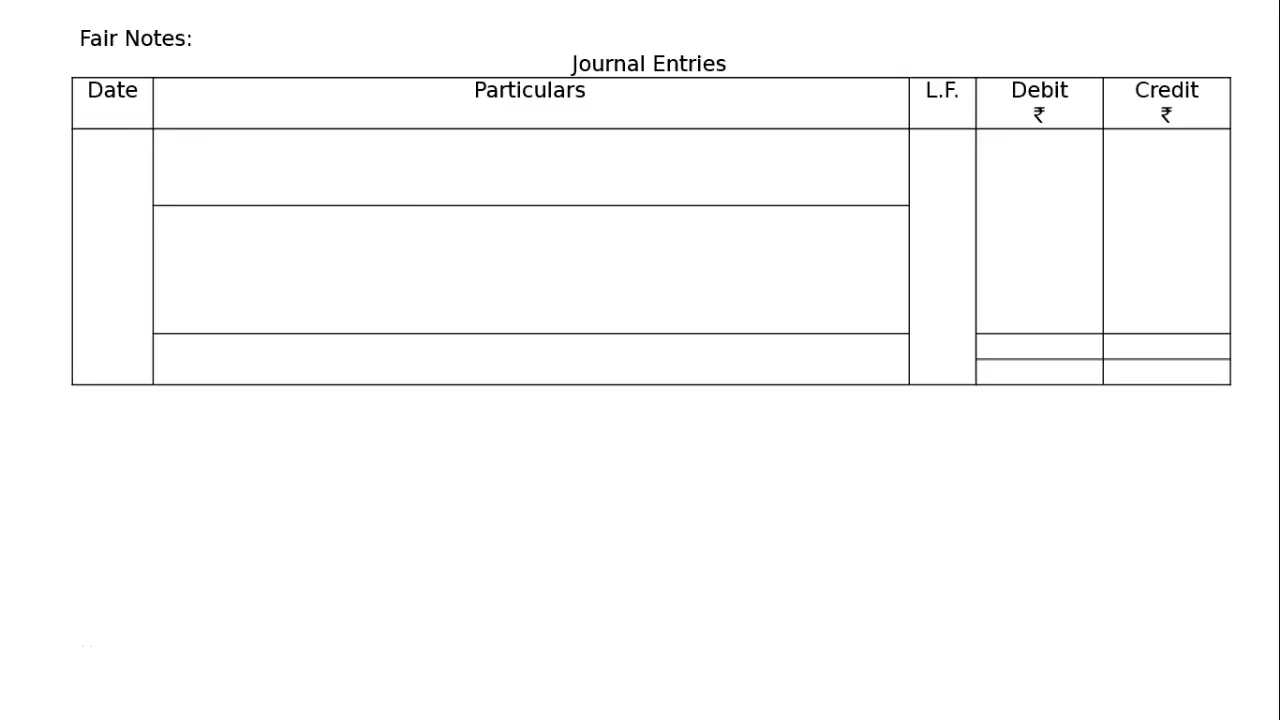 Fair Notes:
Journal Entries
Date Particulars L.F. Debit Credit
₹ ₹